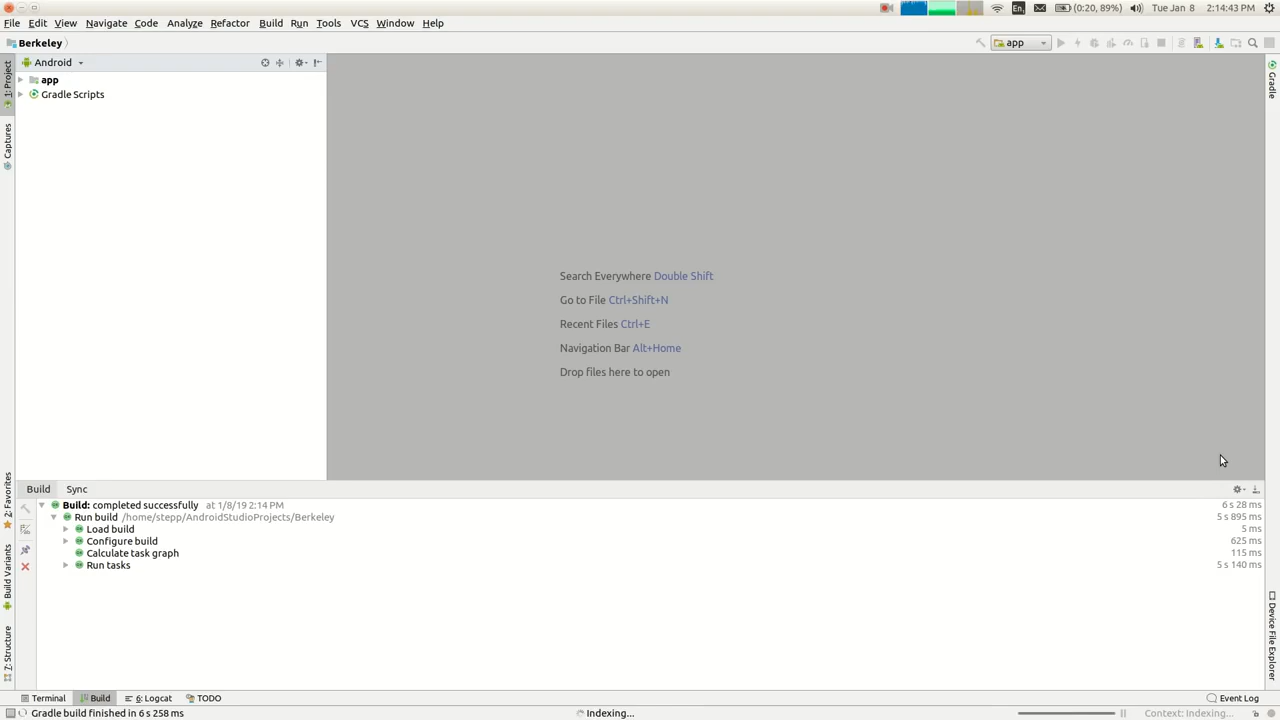 En (0:20, 89%) Tue Jan 8 2:14:43 PM
File Edit View Navigate Code Analyze Refactor Build Run Tools VCS Window Help
Berkeley
app
1: Project
Android
Gradle
app
Gradle Scripts
Captures
Search Everywhere Double Shift
Go to File Ctrl+Shift+N
Recent Files Ctrl+E
Navigation Bar Alt+Home
Drop files here to open
2: Favorites
Build Sync
Build: completed successfully at 1/8/19 2:14 PM 6 s 28 ms
Run build /home/stepp/AndroidStudioProjects/Berkeley 5 s 895 ms
Load build 5 ms
Configure build 625 ms
Calculate task graph 115 ms
Run tasks 5 s 140 ms
Build Variants
Device File Explorer
7: Structure
Terminal Build 6: Logcat TODO Event Log
Gradle build finished in 6 s 258 ms Indexing... Context: Indexing...